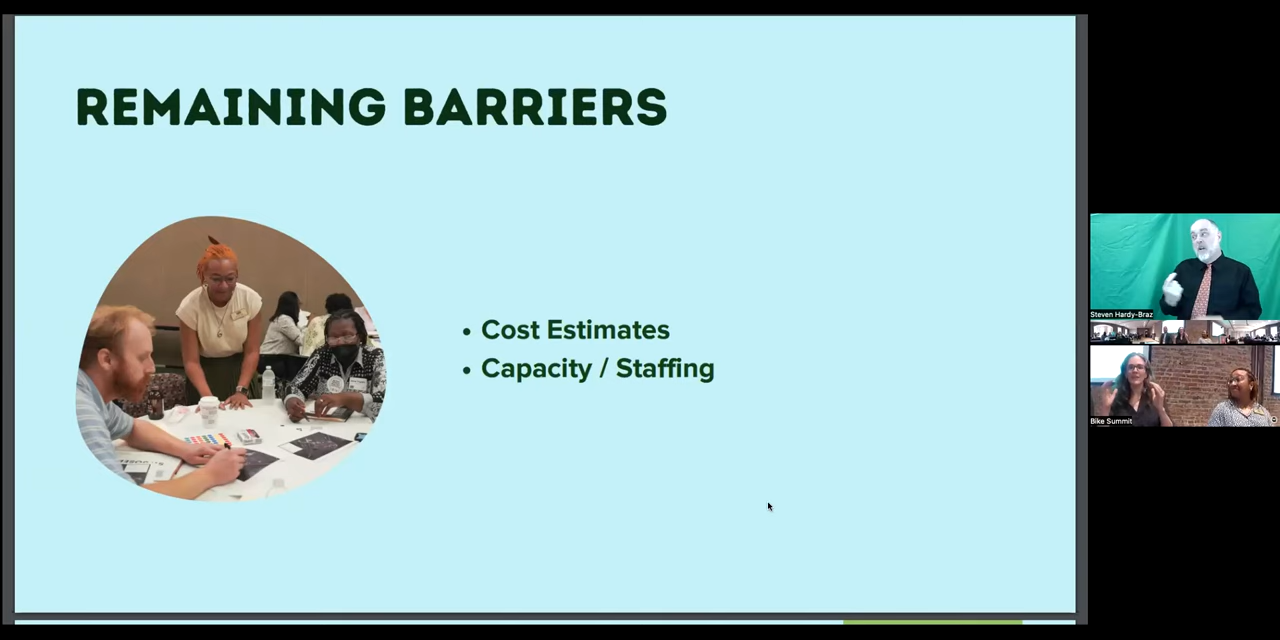 REMAINING BARRIERS
• Cost Estimates
• Capacity / Staffing
Steven Hardy-Braz
Bike Summit